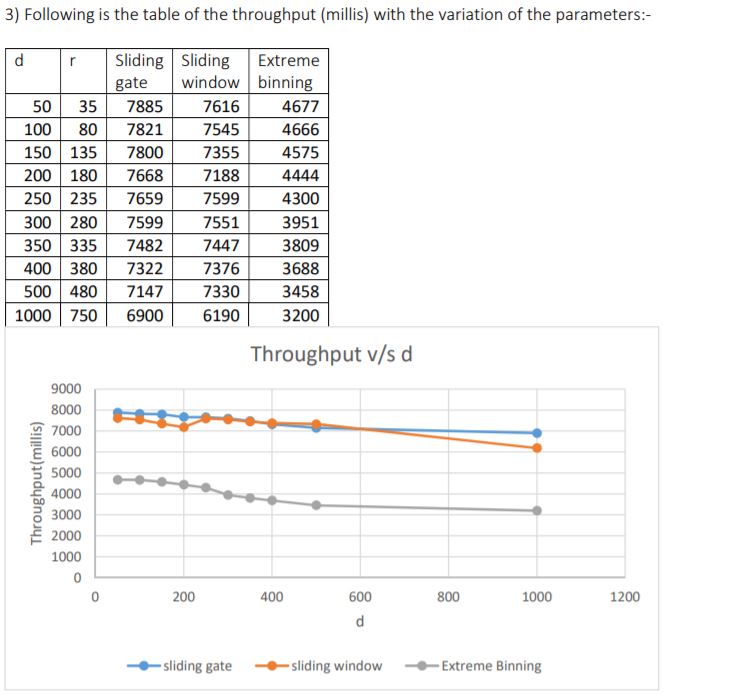 3) Following is the table of the throughput (millis) with the variation of the parameters:-
d r Sliding gate Sliding window Extreme binning
50 35 7885 7616 4677
100 80 7821 7545 4666
150 135 7800 7355 4575
200 180 7668 7188 4444
250 235 7659 7599 4300
300 280 7599 7551 3951
350 335 7482 7447 3809
400 380 7322 7376 3688
500 480 7147 7330 3458
1000 750 6900 6190 3200
Throughput v/s d
Throughput(millis)
9000
8000
7000
6000
5000
4000
3000
2000
1000
0
0 200 400 600 800 1000 1200
d
sliding gate sliding window Extreme Binning